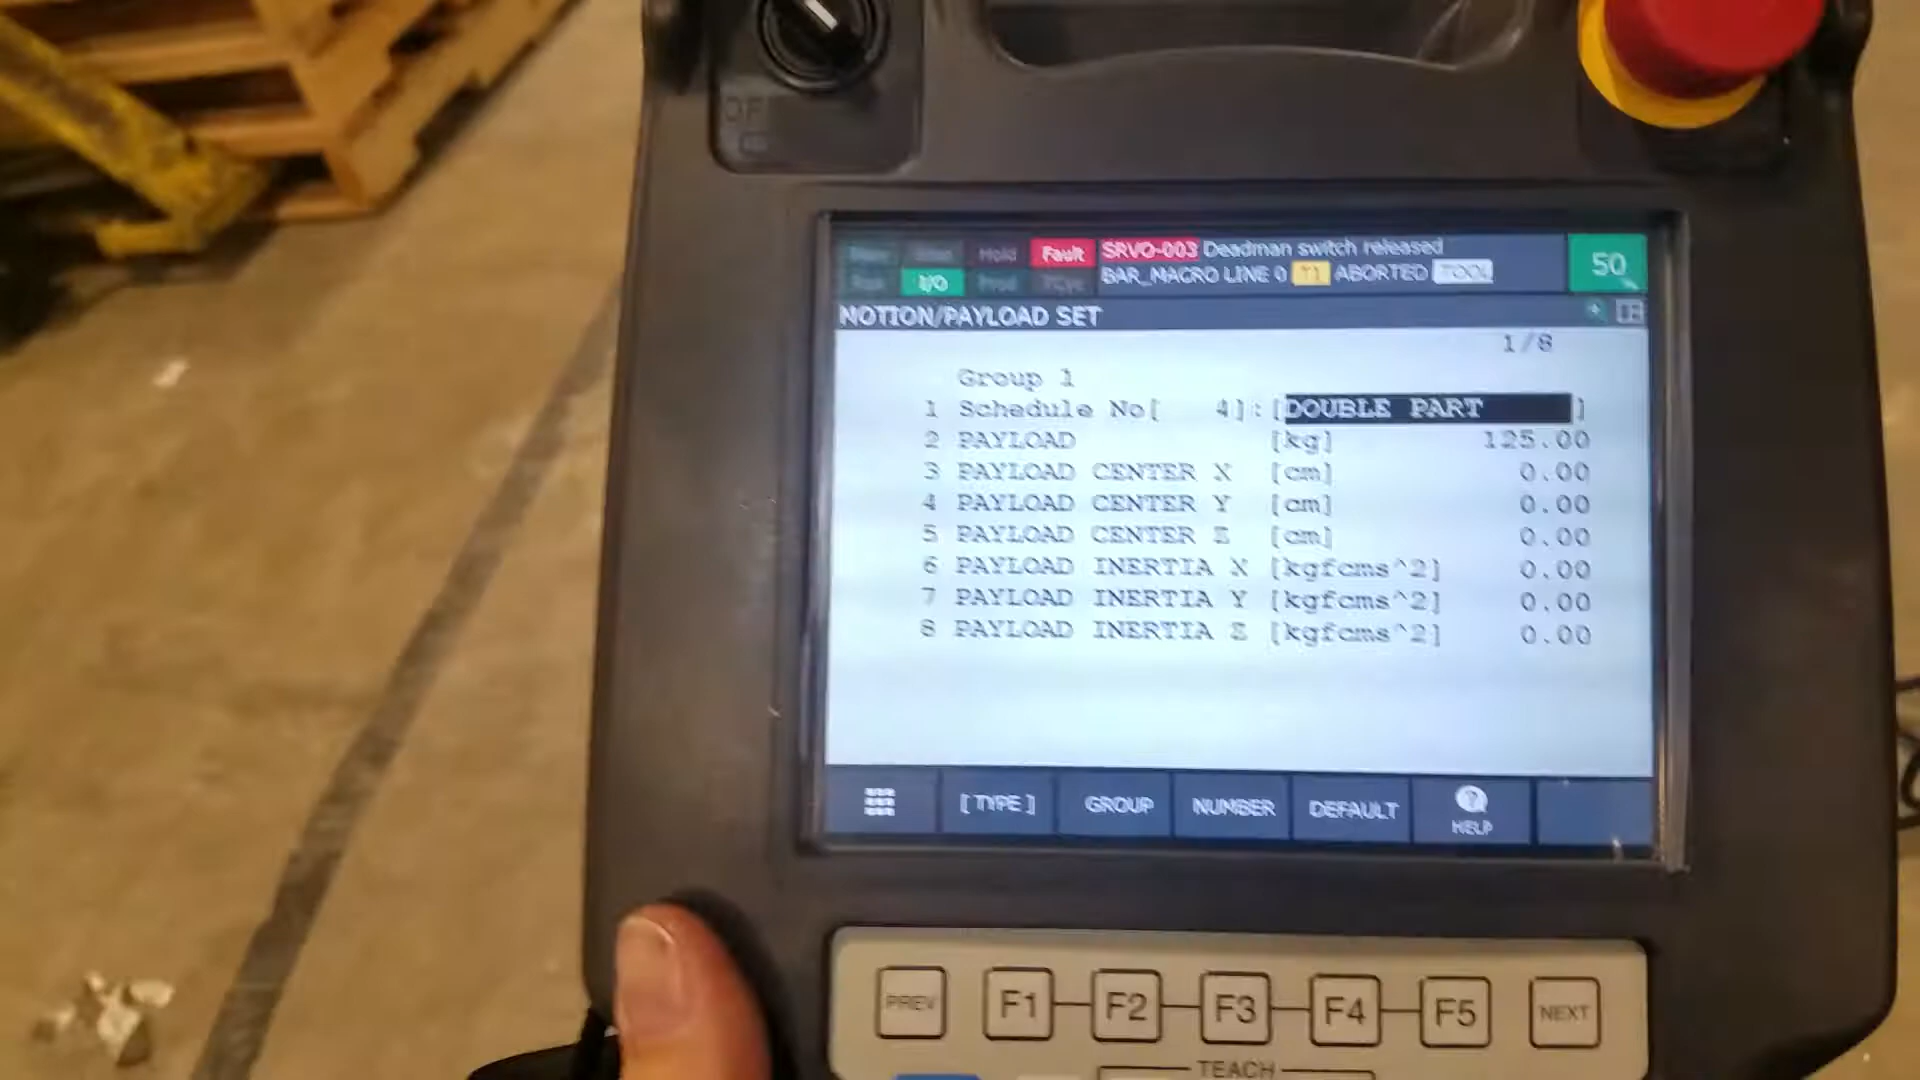 OFF
Hold Fault SRVO-003 Deadman switch released
I/O Prod BAR_MACRO LINE 0 T1 ABORTED TOOL
50
MOTION/PAYLOAD SET
1/8
Group 1
1 Schedule No[ 4]:[DOUBLE PART ]
2 PAYLOAD [kg] 125.00
3 PAYLOAD CENTER X [cm] 0.00
4 PAYLOAD CENTER Y [cm] 0.00
5 PAYLOAD CENTER Z [cm] 0.00
6 PAYLOAD INERTIA X [kgfcms^2] 0.00
7 PAYLOAD INERTIA Y [kgfcms^2] 0.00
8 PAYLOAD INERTIA Z [kgfcms^2] 0.00
[ TYPE ] GROUP NUMBER DEFAULT ? HELP
PREV F1 F2 F3 F4 F5 NEXT
TEACH